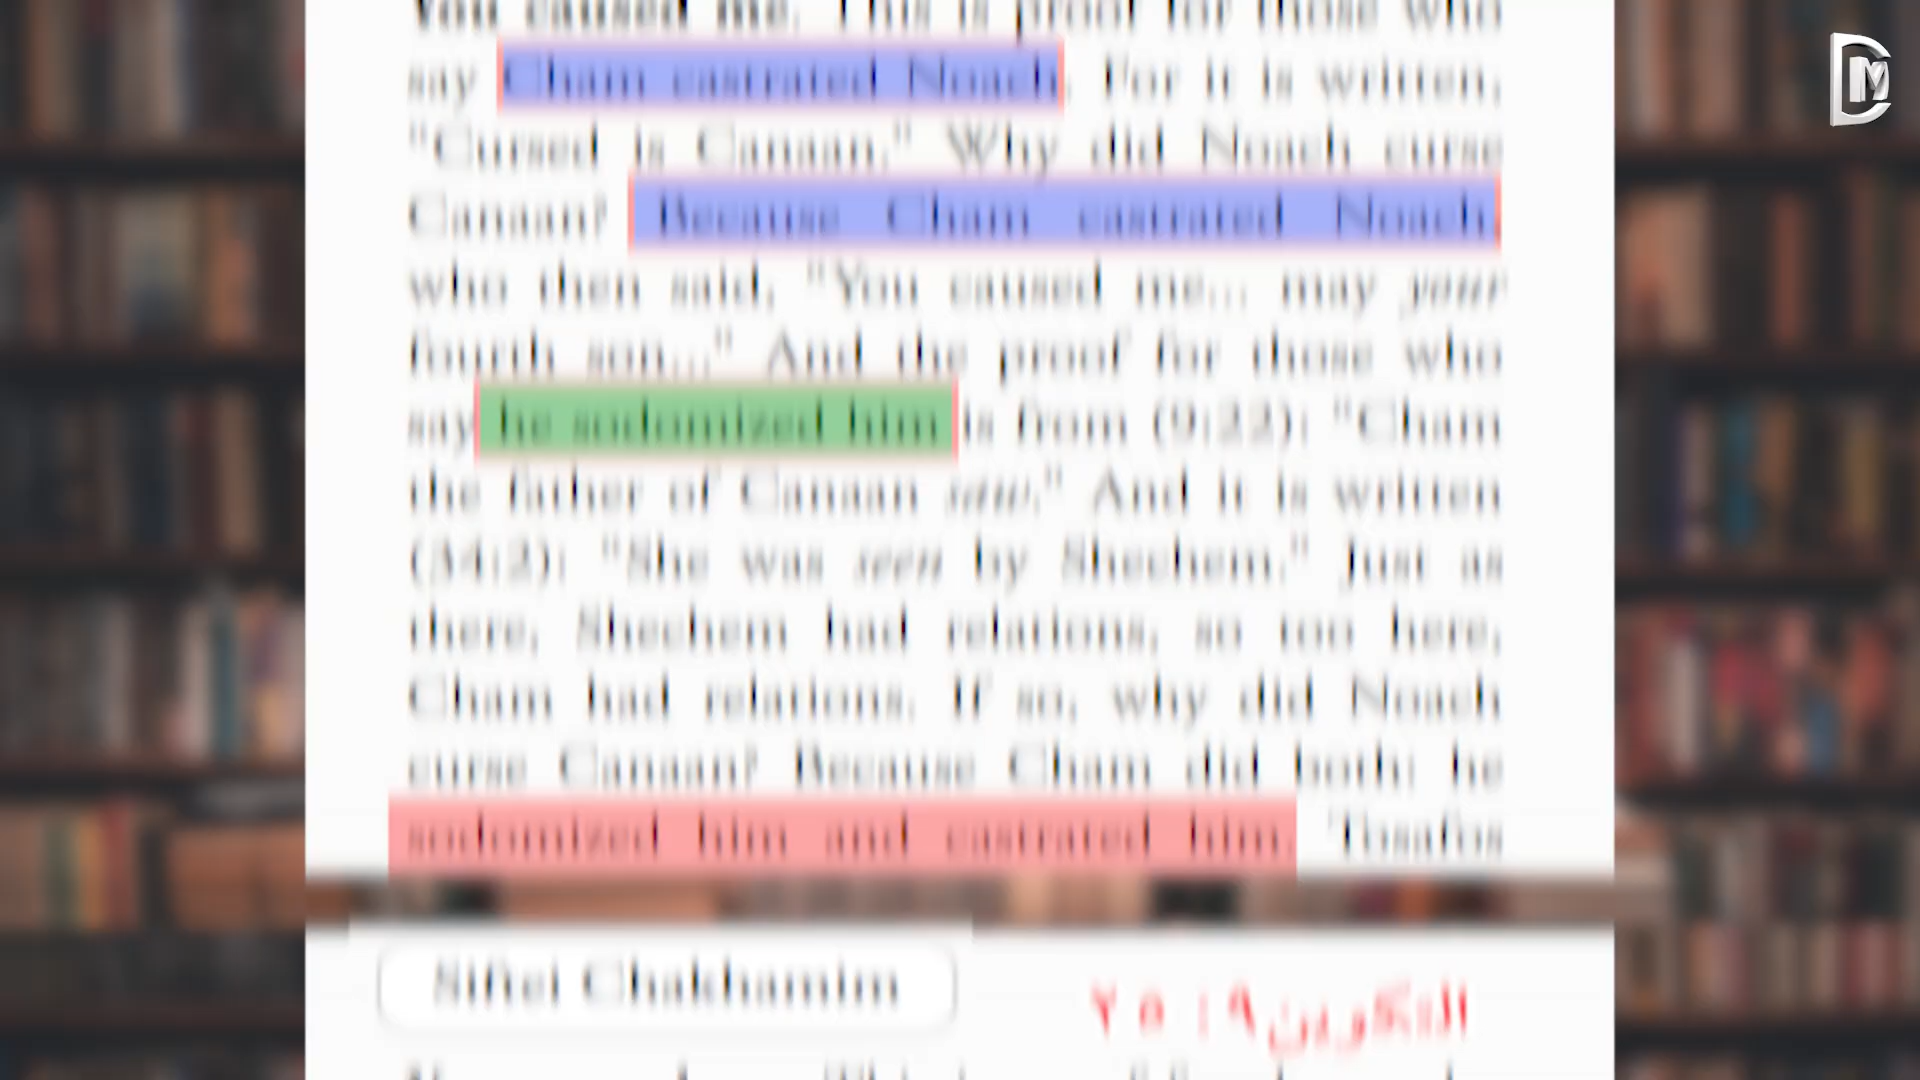 You caused me. This is proof for those who
say Cham castrated Noach. For it is written,
"Cursed is Canaan." Why did Noach curse
Canaan? Because Cham castrated Noach,
who then said, "You caused me... may your
fourth son..." And the proof for those who
say he sodomized him is from (9:22): "Cham
the father of Canaan saw." And it is written
(34:2): "She was seen by Shechem." Just as
there, Shechem had relations, so too here,
Cham had relations. If so, why did Noach
curse Canaan? Because Cham did both: he
sodomized him and castrated him. Tosafos
Siftei Chakhamim
التكوين ٩ : ٢٥